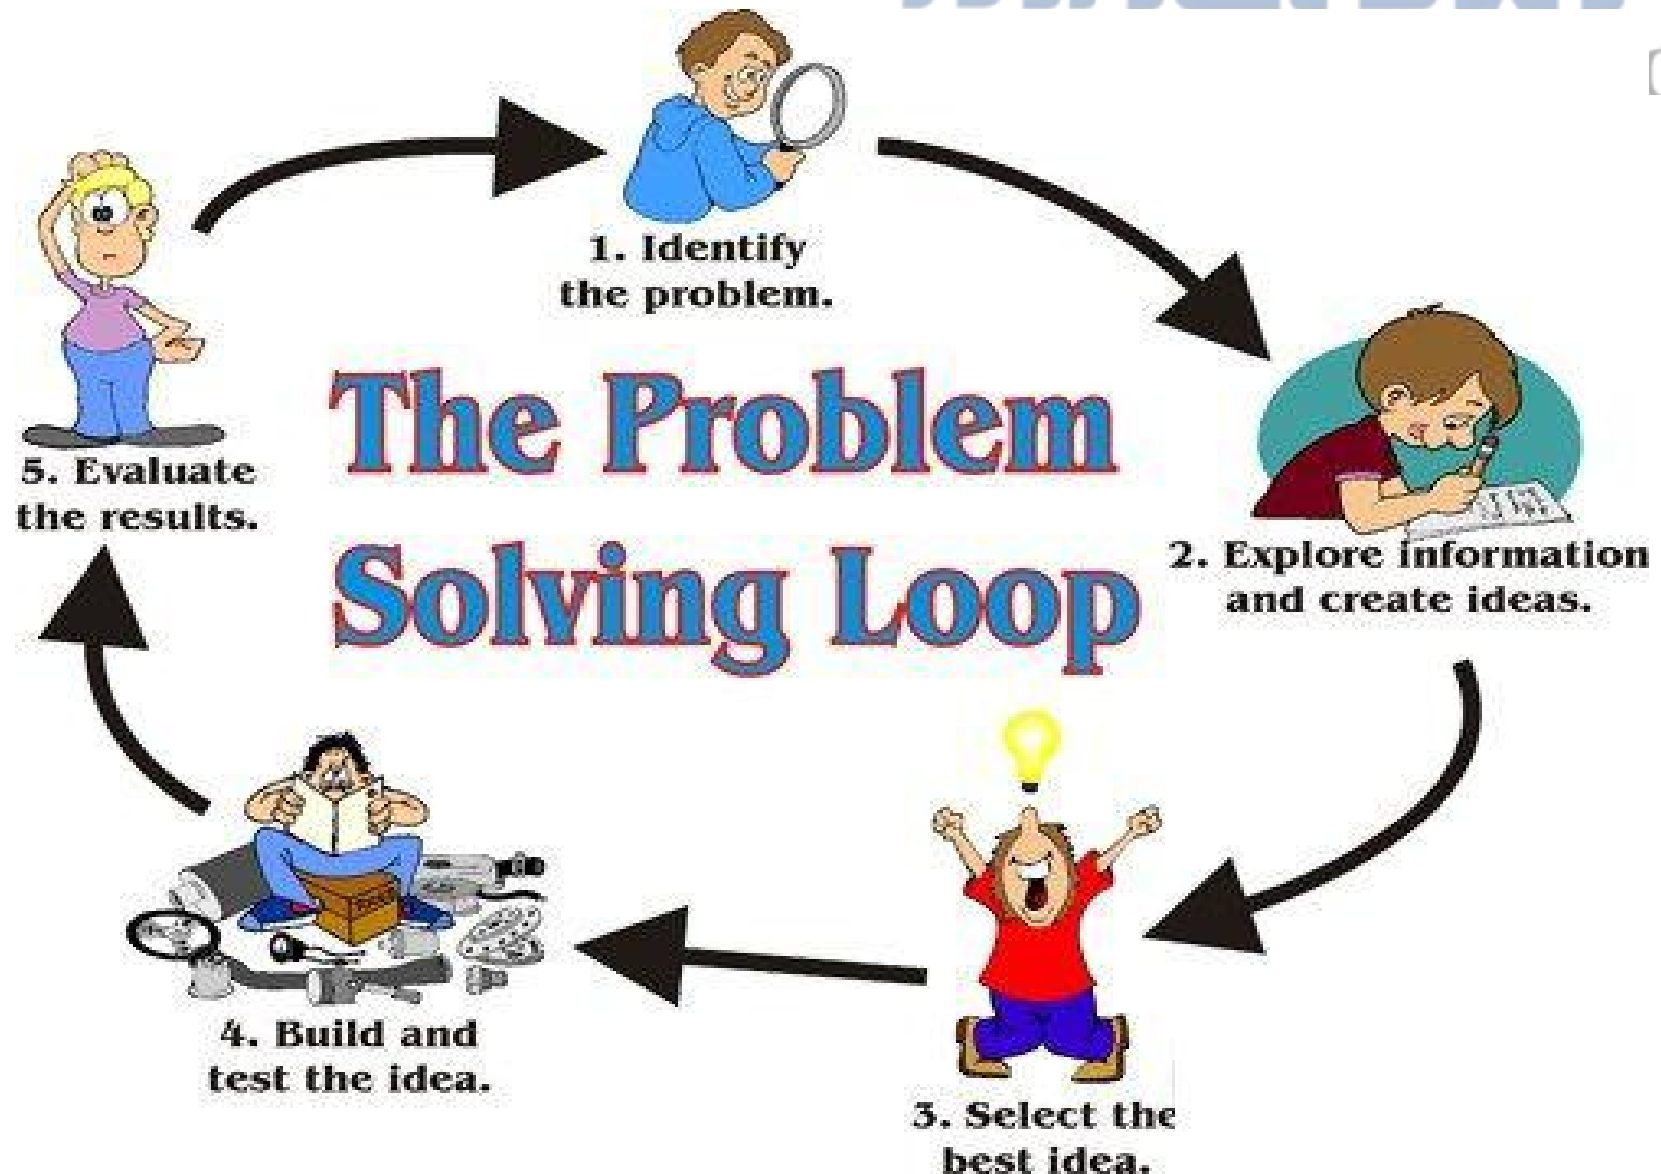 1. Identify
the problem.
The Problem
Solving Loop
2. Explore information
and create ideas.
3. Select the
best idea.
4. Build and
test the idea.
5. Evaluate
the results.